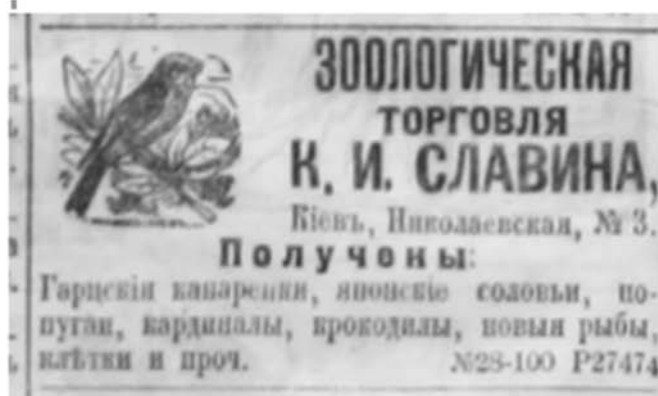 ЗООЛОГИЧЕСКАЯ
ТОРГОВЛЯ
К. И. СЛАВИНА,
Кіевъ, Николаевская, № 3.
Получены:
Гарцскія канарейки, японскіе соловьи, по-
пугаи, кардиналы, крокодилы, новыя рыбы,
клѣтки и проч. №28-100 Р27474